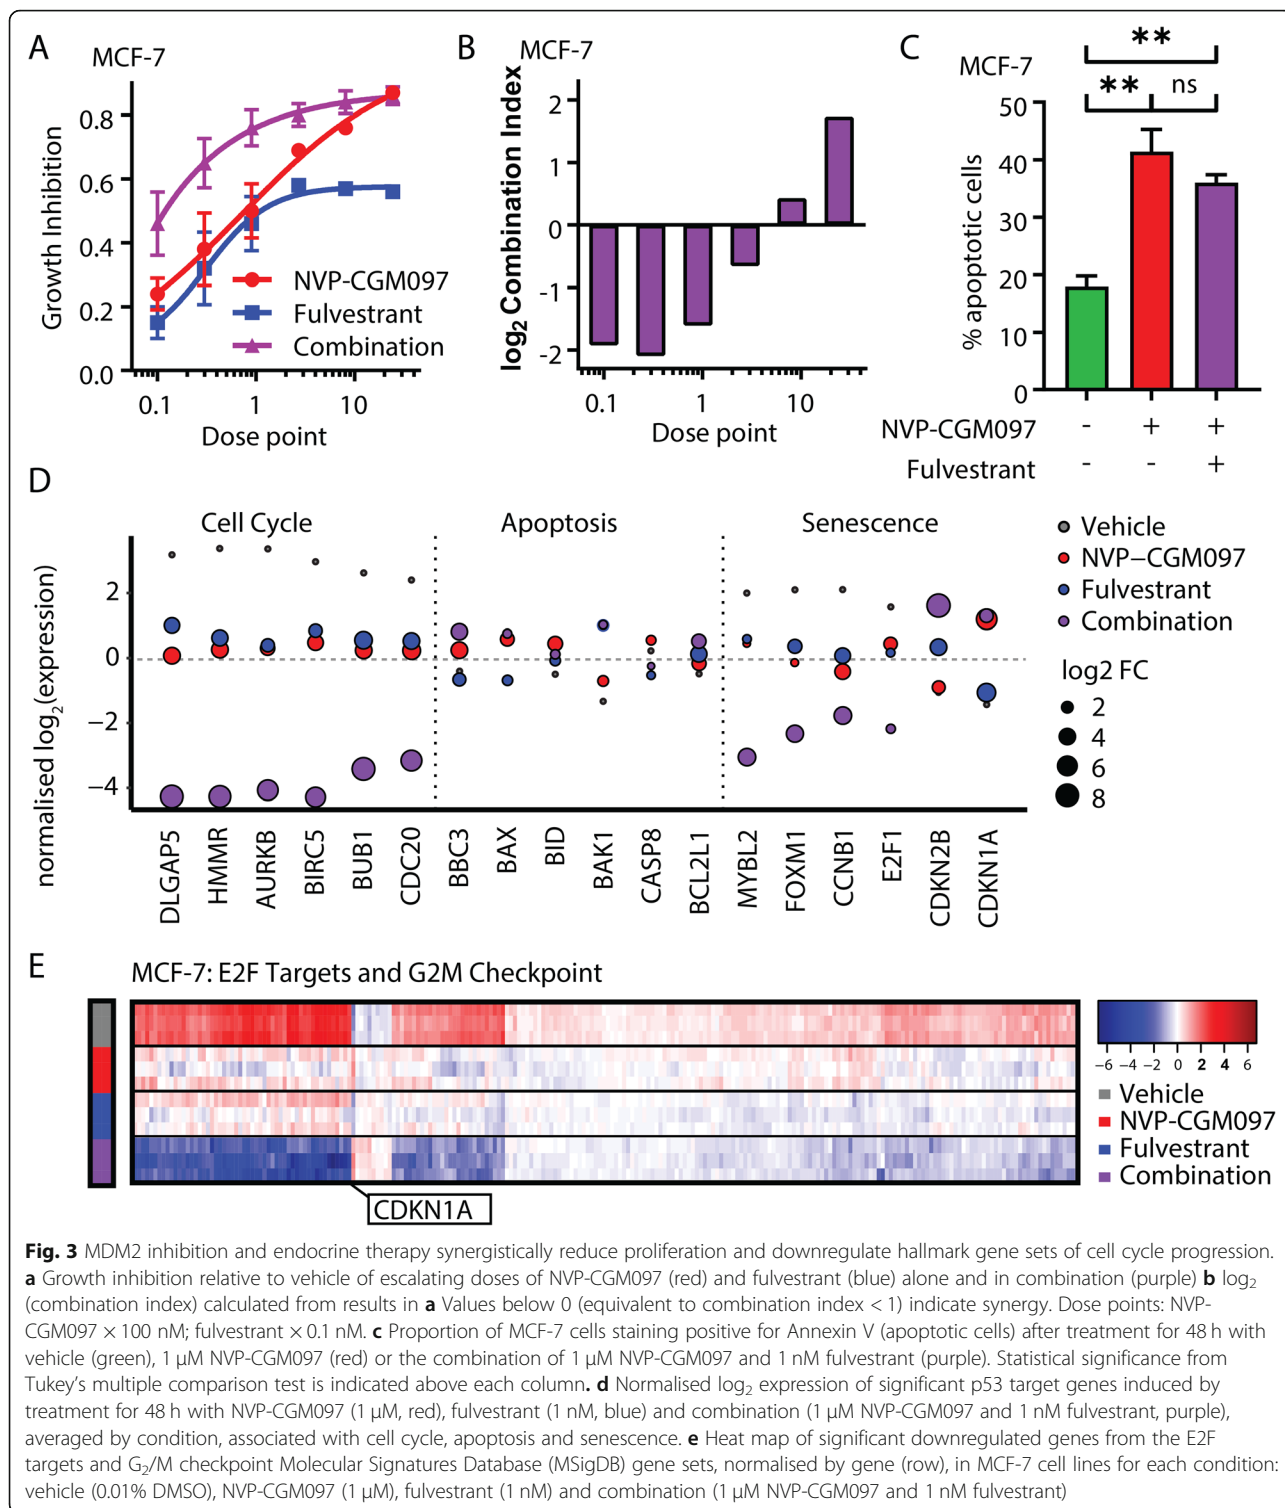 A
MCF-7
Growth Inhibition
0.8
0.6
0.4
0.2
0.0
0.1
1
10
Dose point
NVP-CGM097
Fulvestrant
Combination
B
MCF-7
log2 Combination Index
2
1
0
-1
-2
0.1
1
10
Dose point
C
MCF-7
**
**
ns
% apoptotic cells
50
40
30
20
10
0
NVP-CGM097 - + +
Fulvestrant - - +
D
Cell Cycle
Apoptosis
Senescence
normalised log2(expression)
2
0
−2
−4
DLGAP5
HMMR
AURKB
BIRC5
BUB1
CDC20
BBC3
BAX
BID
BAK1
CASP8
BCL2L1
MYBL2
FOXM1
CCNB1
E2F1
CDKN2B
CDKN1A
Vehicle
NVP−CGM097
Fulvestrant
Combination
log2 FC
2
4
6
8
E
MCF-7: E2F Targets and G2M Checkpoint
CDKN1A
−6 −4 −2 0 2 4 6
Vehicle
NVP-CGM097
Fulvestrant
Combination
Fig. 3 MDM2 inhibition and endocrine therapy synergistically reduce proliferation and downregulate hallmark gene sets of cell cycle progression.
a Growth inhibition relative to vehicle of escalating doses of NVP-CGM097 (red) and fulvestrant (blue) alone and in combination (purple) b log2
(combination index) calculated from results in a Values below 0 (equivalent to combination index < 1) indicate synergy. Dose points: NVP-
CGM097 × 100 nM; fulvestrant × 0.1 nM. c Proportion of MCF-7 cells staining positive for Annexin V (apoptotic cells) after treatment for 48 h with
vehicle (green), 1 μM NVP-CGM097 (red) or the combination of 1 μM NVP-CGM097 and 1 nM fulvestrant (purple). Statistical significance from
Tukey's multiple comparison test is indicated above each column. d Normalised log2 expression of significant p53 target genes induced by
treatment for 48 h with NVP-CGM097 (1 μM, red), fulvestrant (1 nM, blue) and combination (1 μM NVP-CGM097 and 1 nM fulvestrant, purple),
averaged by condition, associated with cell cycle, apoptosis and senescence. e Heat map of significant downregulated genes from the E2F
targets and G2/M checkpoint Molecular Signatures Database (MSigDB) gene sets, normalised by gene (row), in MCF-7 cell lines for each condition:
vehicle (0.01% DMSO), NVP-CGM097 (1 μM), fulvestrant (1 nM) and combination (1 μM NVP-CGM097 and 1 nM fulvestrant)